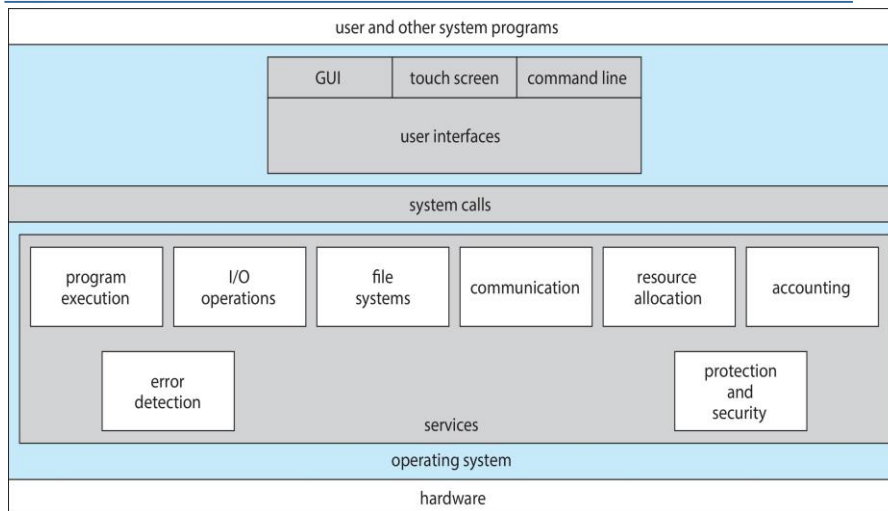 user and other system programs
GUI
touch screen
command line
user interfaces
system calls
program
execution
I/O
operations
file
systems
communication
resource
allocation
accounting
error
detection
protection
and
security
services
operating system
hardware